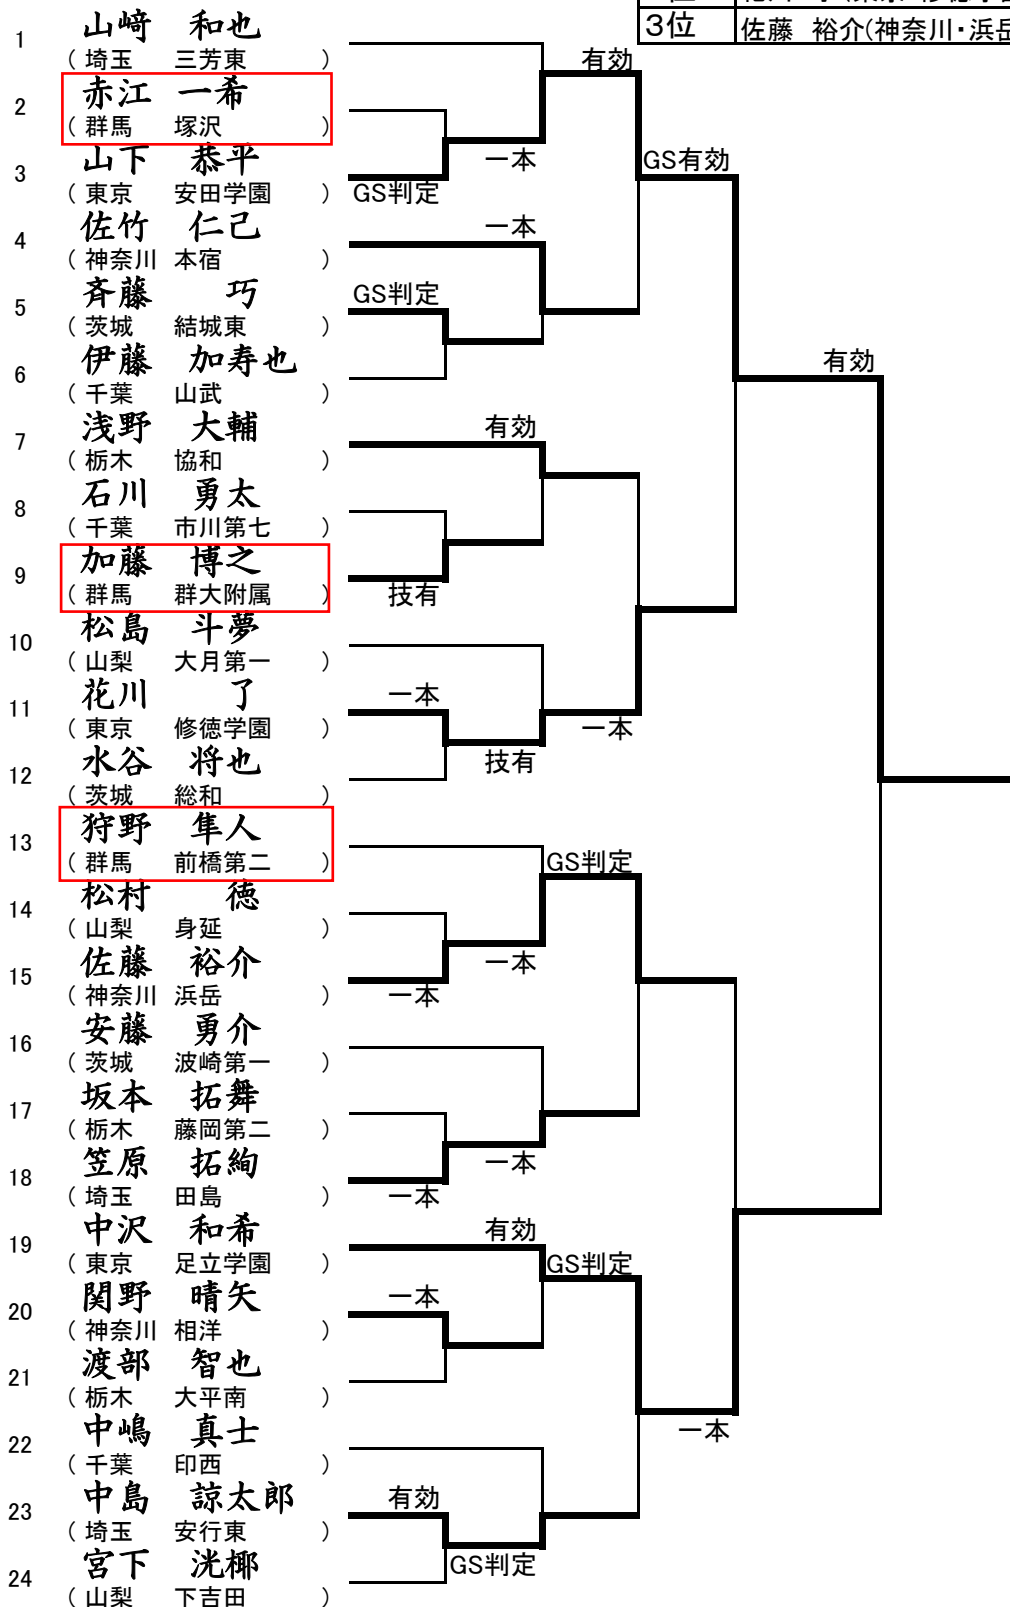 3位 佐藤 裕介(神奈川・浜岳
1 山﨑 和也
( 埼玉 三芳東 )
有効
2 赤江 一希
( 群馬 塚沢 )
一本
GS有効
3 山下 恭平
( 東京 安田学園 ) GS判定
4 佐竹 仁己
一本
( 神奈川 本宿 )
5 斉藤 巧
GS判定
( 茨城 結城東 )
6 伊藤 加寿也
有効
( 千葉 山武 )
7 浅野 大輔
有効
( 栃木 協和 )
8 石川 勇太
( 千葉 市川第七 )
9 加藤 博之
( 群馬 群大附属 )
技有
10 松島 斗夢
( 山梨 大月第一 )
11 花川 了
一本
( 東京 修徳学園 )
一本
12 水谷 将也
技有
( 茨城 総和 )
13 狩野 隼人
( 群馬 前橋第二 )
GS判定
14 松村 徳
( 山梨 身延 )
15 佐藤 裕介
一本
( 神奈川 浜岳 )
一本
16 安藤 勇介
( 茨城 波崎第一 )
17 坂本 拓舞
( 栃木 藤岡第二 )
18 笠原 拓絢
一本
( 埼玉 田島 )
一本
19 中沢 和希
有効
( 東京 足立学園 )
GS判定
20 関野 晴矢
一本
( 神奈川 相洋 )
21 渡部 智也
( 栃木 大平南 )
22 中嶋 真士
一本
( 千葉 印西 )
23 中島 諒太郎
有効
( 埼玉 安行東 )
24 宮下 洸椰
GS判定
( 山梨 下吉田 )